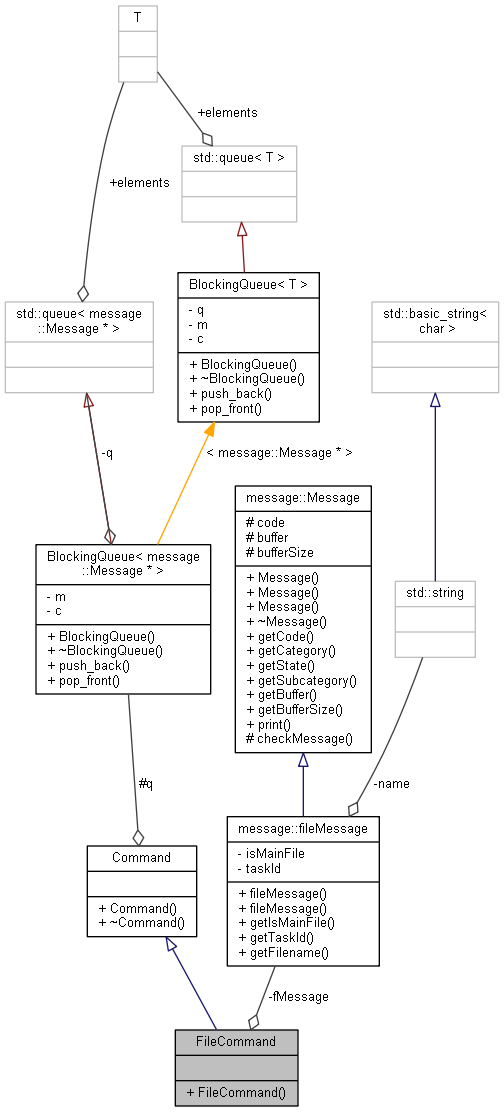 T
+elements
std::queue< T >
+elements
BlockingQueue< T >
- q
- m
- c
+ BlockingQueue()
+ ~BlockingQueue()
+ push_back()
+ pop_front()
std::queue< message
::Message * >
std::basic_string<
char >
-q
< message::Message * >
message::Message
# code
# buffer
# bufferSize
+ Message()
+ Message()
+ Message()
+ ~Message()
+ getCode()
+ getCategory()
+ getState()
+ getSubcategory()
+ getBuffer()
+ getBufferSize()
+ print()
# checkMessage()
BlockingQueue< message
::Message * >
- m
- c
+ BlockingQueue()
+ ~BlockingQueue()
+ push_back()
+ pop_front()
std::string
#q
-name
message::fileMessage
- isMainFile
- taskId
+ fileMessage()
+ fileMessage()
+ getIsMainFile()
+ getTaskId()
+ getFilename()
Command
+ Command()
+ ~Command()
-fMessage
FileCommand
+ FileCommand()